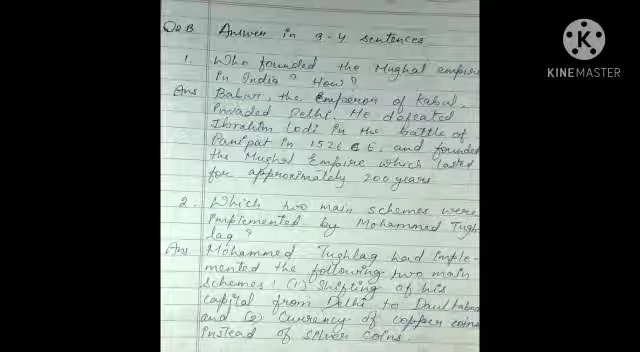 Q.B Answer in 3-4 sentences
1. Who founded the Mughal empire
in India? How?
Ans Babur, the Emperor of Kabul.
Invaded Delhi. He defeated
Ibrahim Lodi in the battle of
Panipat in 1526 C E. and founded
the Mughal Empire which lasted
for approximately 200 years
2. Which two main schemes were
implemented by Mohammed Tugh
lag?
Ans. Mohammed Tughlag had imple-
mented the following two main
schemes: (1) Shifting of his
capital from Delhi to Daultabad
and (2) Currency of copper coins
instead of silver coins.
KINEMASTER